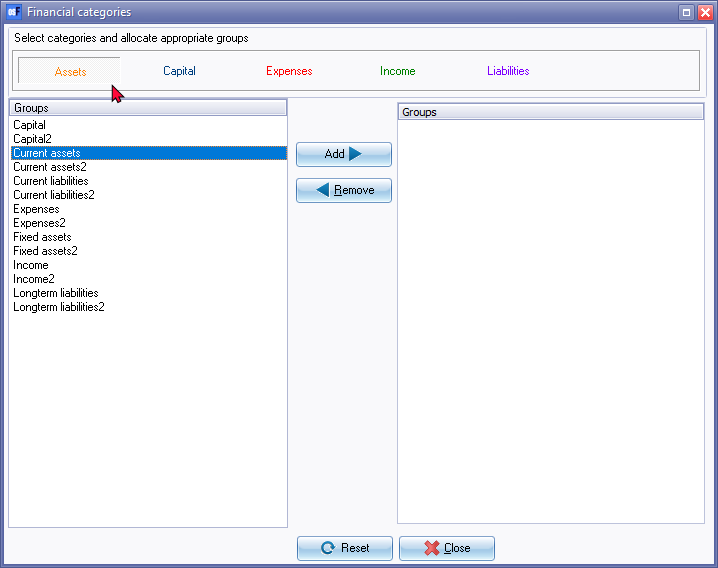 Financial categories
Select categories and allocate appropriate groups
Assets Capital Expenses Income Liabilities
Groups
Capital
Capital2
Current assets
Current assets2
Current liabilities
Current liabilities2
Expenses
Expenses2
Fixed assets
Fixed assets2
Income
Income2
Longterm liabilities
Longterm liabilities2
Add
Remove
Groups
Reset Close